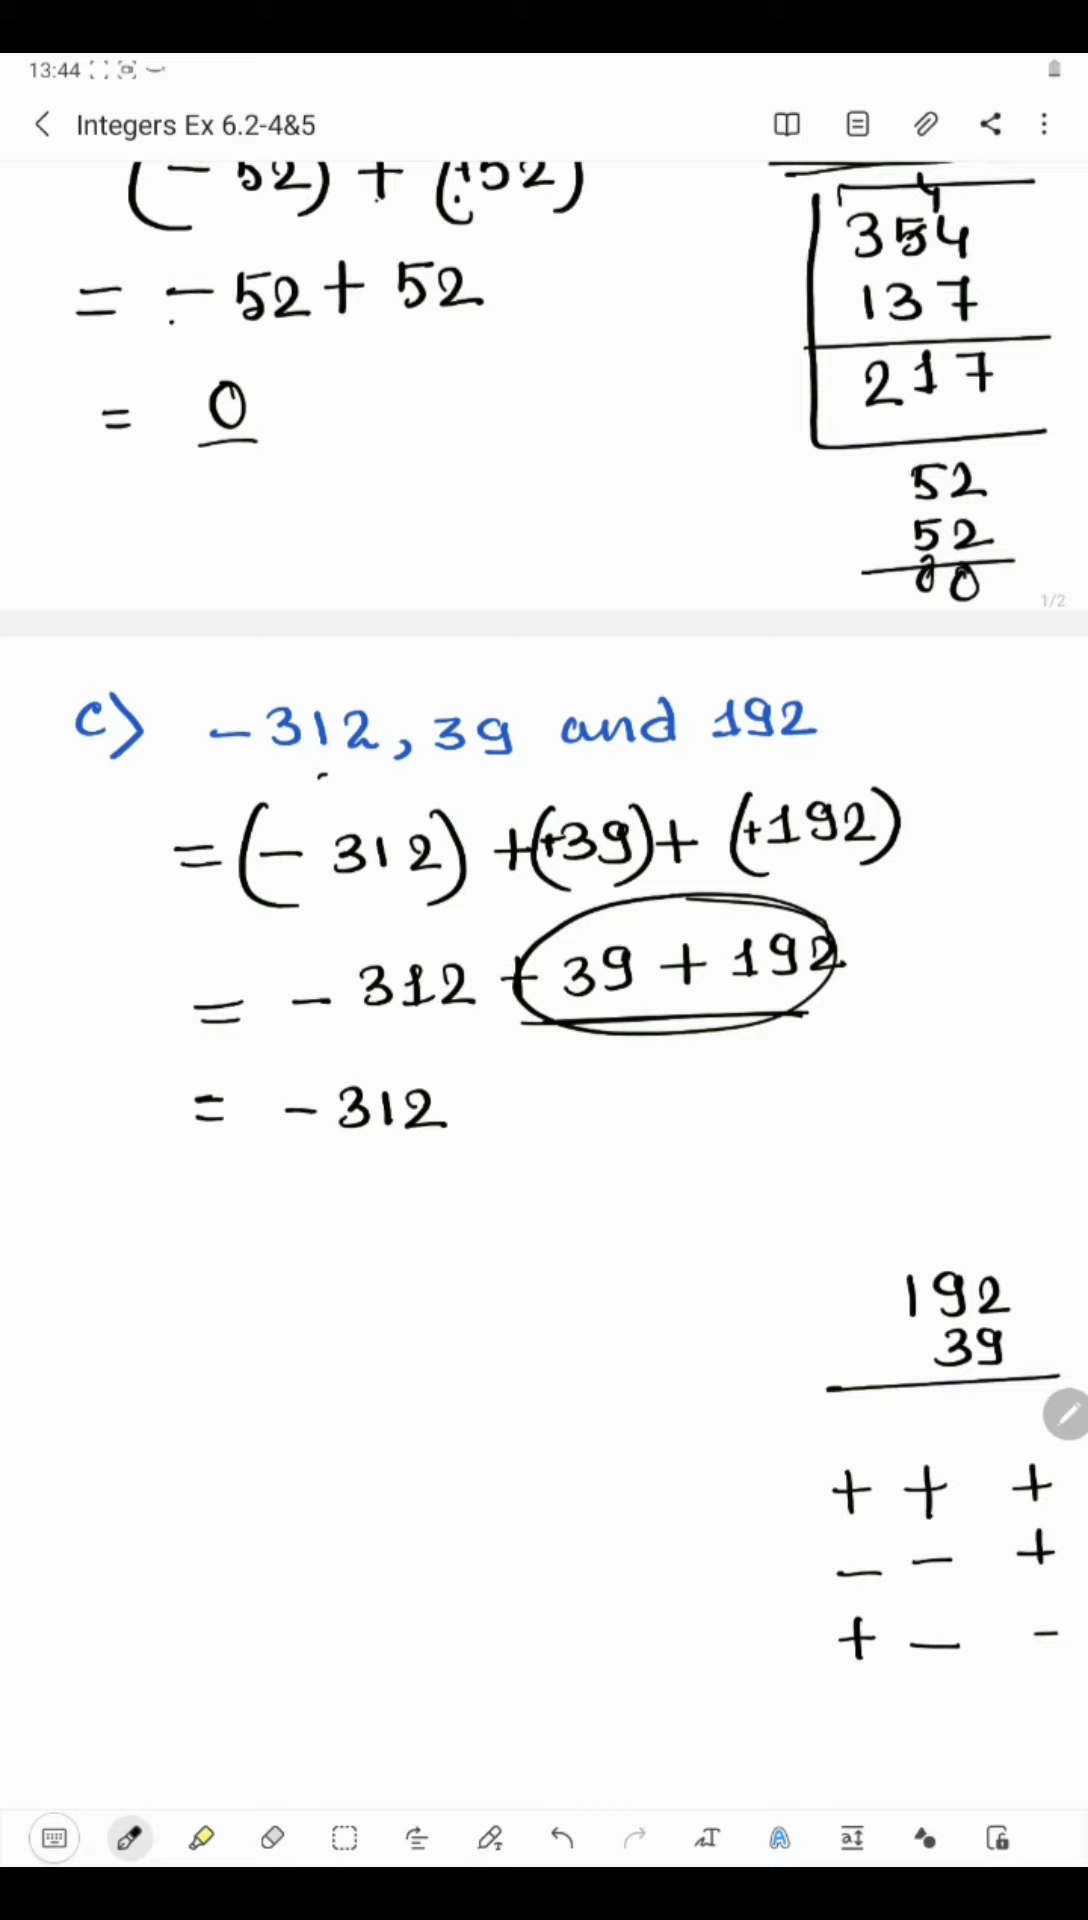 13:44
Integers Ex 6.2-4&5
(-52) + (+52)
= -52 + 52
= 0
4
354
137
217
52
52
00
1/2
c) -312, 39 and 192
= (-312) + (+39) + (+192)
= -312 + 39 + 192
= -312
192
39
+ + +
- - +
+ - -